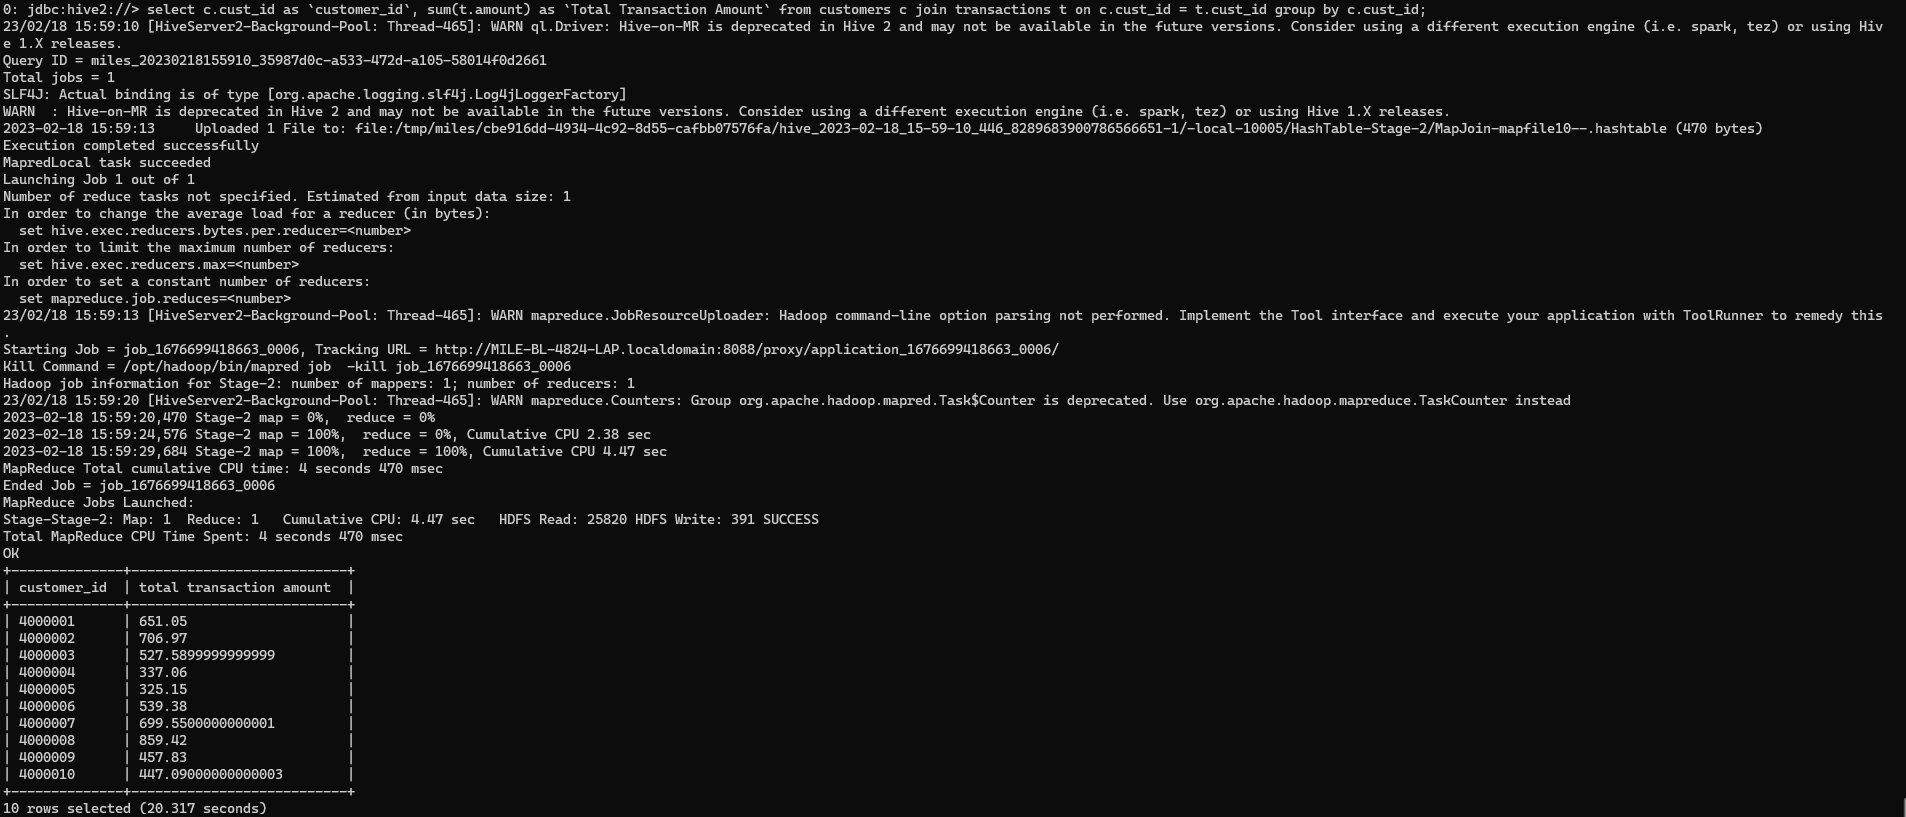 0: jdbc:hive2://> select c.cust_id as `customer_id`, sum(t.amount) as `Total Transaction Amount` from customers c join transactions t on c.cust_id = t.cust_id group by c.cust_id;
23/02/18 15:59:10 [HiveServer2-Background-Pool: Thread-465]: WARN ql.Driver: Hive-on-MR is deprecated in Hive 2 and may not be available in the future versions. Consider using a different execution engine (i.e. spark, tez) or using Hiv
e 1.X releases.
Query ID = miles_20230218155910_35987d0c-a533-472d-a105-58014f0d2661
Total jobs = 1
SLF4J: Actual binding is of type [org.apache.logging.slf4j.Log4jLoggerFactory]
WARN  : Hive-on-MR is deprecated in Hive 2 and may not be available in the future versions. Consider using a different execution engine (i.e. spark, tez) or using Hive 1.X releases.
2023-02-18 15:59:13     Uploaded 1 File to: file:/tmp/miles/cbe916dd-4934-4c92-8d55-cafbb07576fa/hive_2023-02-18_15-59-10_446_8289683900786566651-1/-local-10005/HashTable-Stage-2/MapJoin-mapfile10--.hashtable (470 bytes)
Execution completed successfully
MapredLocal task succeeded
Launching Job 1 out of 1
Number of reduce tasks not specified. Estimated from input data size: 1
In order to change the average load for a reducer (in bytes):
  set hive.exec.reducers.bytes.per.reducer=<number>
In order to limit the maximum number of reducers:
  set hive.exec.reducers.max=<number>
In order to set a constant number of reducers:
  set mapreduce.job.reduces=<number>
23/02/18 15:59:13 [HiveServer2-Background-Pool: Thread-465]: WARN mapreduce.JobResourceUploader: Hadoop command-line option parsing not performed. Implement the Tool interface and execute your application with ToolRunner to remedy this
.
Starting Job = job_1676699418663_0006, Tracking URL = http://MILE-BL-4824-LAP.localdomain:8088/proxy/application_1676699418663_0006/
Kill Command = /opt/hadoop/bin/mapred job  -kill job_1676699418663_0006
Hadoop job information for Stage-2: number of mappers: 1; number of reducers: 1
23/02/18 15:59:20 [HiveServer2-Background-Pool: Thread-465]: WARN mapreduce.Counters: Group org.apache.hadoop.mapred.Task$Counter is deprecated. Use org.apache.hadoop.mapreduce.TaskCounter instead
2023-02-18 15:59:20,470 Stage-2 map = 0%,  reduce = 0%
2023-02-18 15:59:24,576 Stage-2 map = 100%,  reduce = 0%, Cumulative CPU 2.38 sec
2023-02-18 15:59:29,684 Stage-2 map = 100%,  reduce = 100%, Cumulative CPU 4.47 sec
MapReduce Total cumulative CPU time: 4 seconds 470 msec
Ended Job = job_1676699418663_0006
MapReduce Jobs Launched:
Stage-Stage-2: Map: 1  Reduce: 1   Cumulative CPU: 4.47 sec   HDFS Read: 25820 HDFS Write: 391 SUCCESS
Total MapReduce CPU Time Spent: 4 seconds 470 msec
OK
+--------------+---------------------------+
| customer_id  | total transaction amount  |
+--------------+---------------------------+
| 4000001      | 651.05                    |
| 4000002      | 706.97                    |
| 4000003      | 527.5899999999999         |
| 4000004      | 337.06                    |
| 4000005      | 325.15                    |
| 4000006      | 539.38                    |
| 4000007      | 699.5500000000001         |
| 4000008      | 859.42                    |
| 4000009      | 457.83                    |
| 4000010      | 447.09000000000003        |
+--------------+---------------------------+
10 rows selected (20.317 seconds)